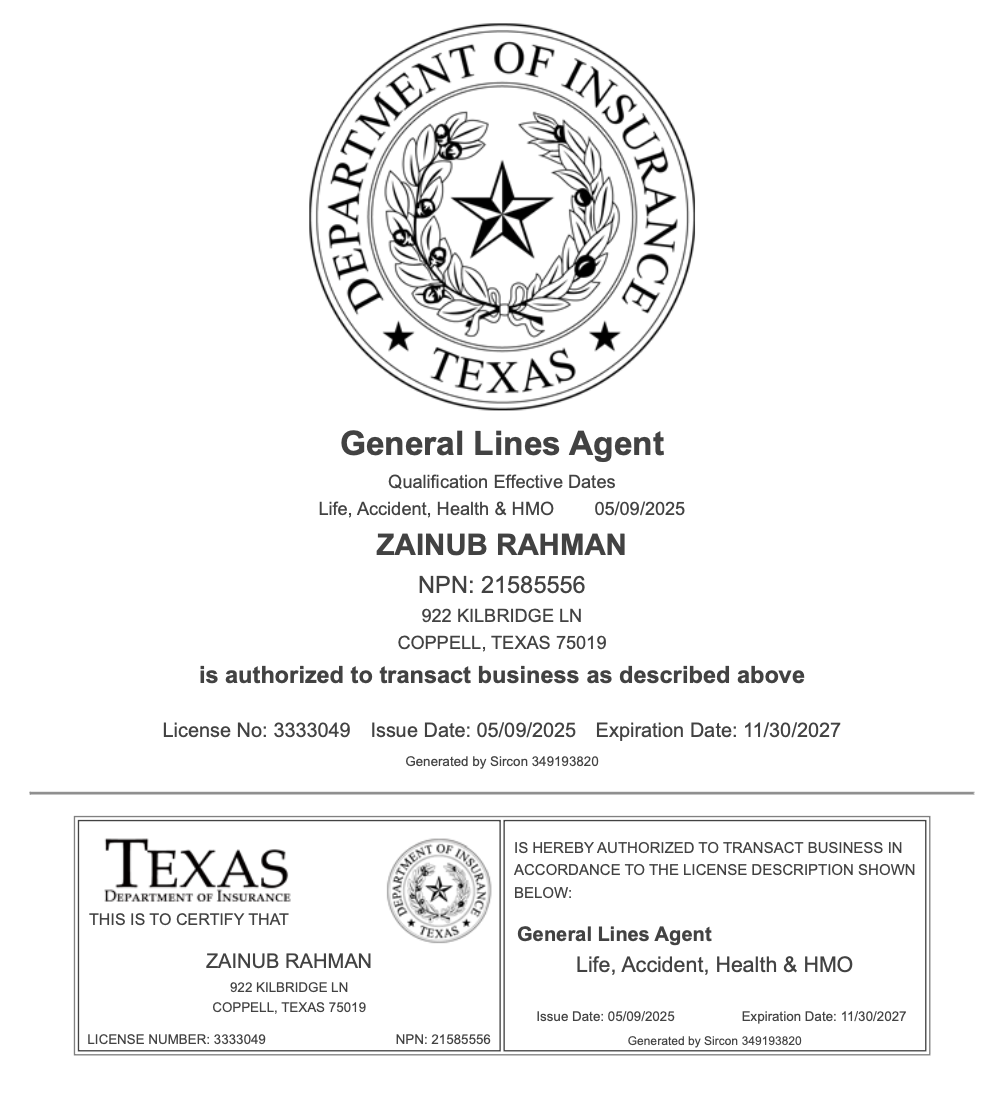 DEPARTMENT OF INSURANCE
TEXAS
General Lines Agent
Qualification Effective Dates
Life, Accident, Health & HMO 05/09/2025
ZAINUB RAHMAN
NPN: 21585556
922 KILBRIDGE LN
COPPELL, TEXAS 75019
is authorized to transact business as described above
License No: 3333049 Issue Date: 05/09/2025 Expiration Date: 11/30/2027
Generated by Sircon 349193820
TEXAS
DEPARTMENT OF INSURANCE
THIS IS TO CERTIFY THAT
DEPARTMENT OF INSURANCE
TEXAS
ZAINUB RAHMAN
922 KILBRIDGE LN
COPPELL, TEXAS 75019
LICENSE NUMBER: 3333049 NPN: 21585556
IS HEREBY AUTHORIZED TO TRANSACT BUSINESS IN
ACCORDANCE TO THE LICENSE DESCRIPTION SHOWN
BELOW:
General Lines Agent
Life, Accident, Health & HMO
Issue Date: 05/09/2025 Expiration Date: 11/30/2027
Generated by Sircon 349193820